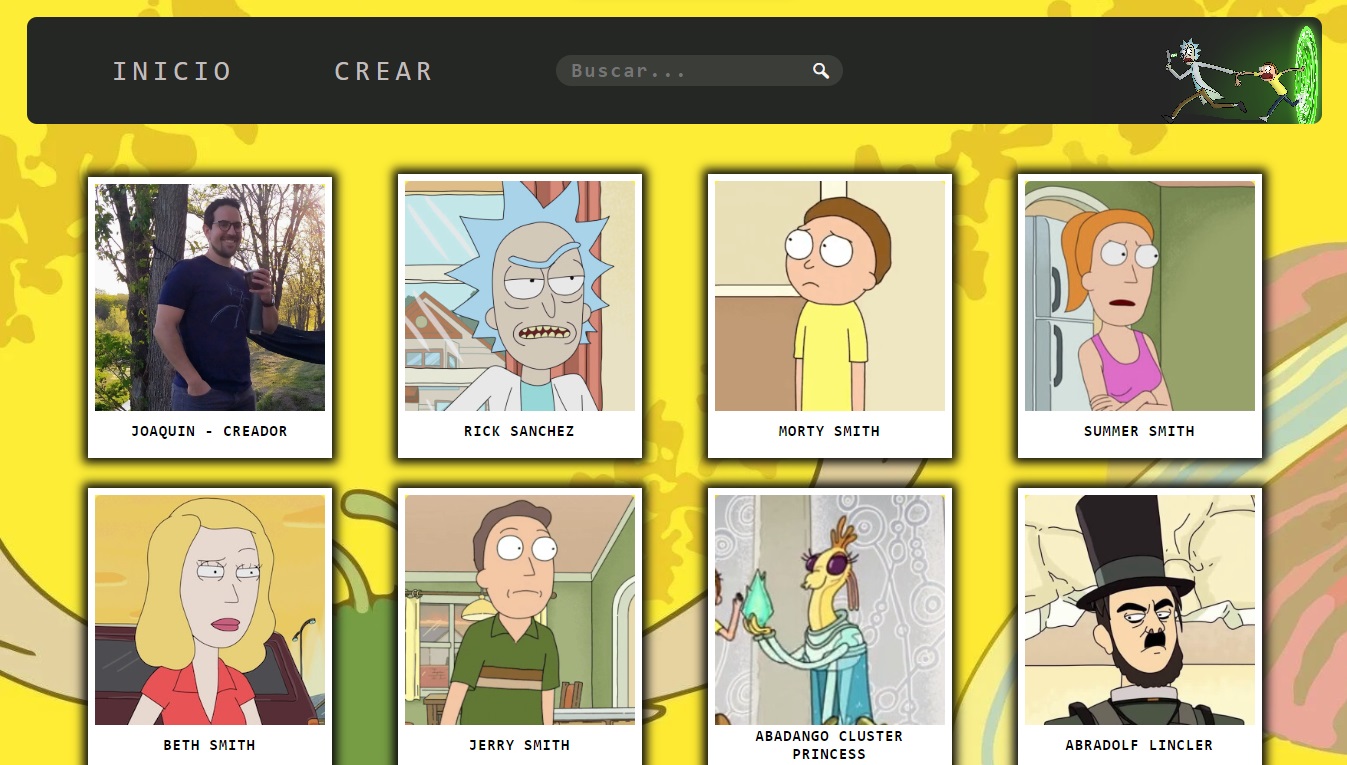 INICIO
CREAR
Buscar...
JOAQUIN - CREADOR
RICK SANCHEZ
MORTY SMITH
SUMMER SMITH
BETH SMITH
JERRY SMITH
ABADANGO CLUSTER
PRINCESS
ABRADOLF LINCLER